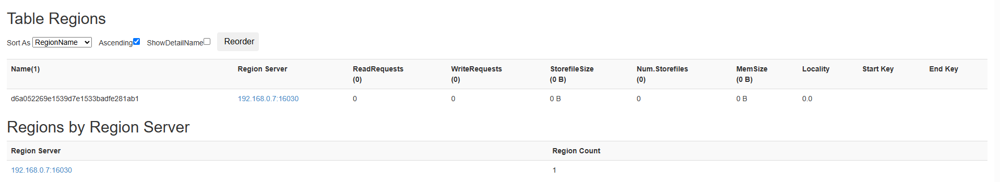 Table Regions
Sort As RegionName Ascending ShowDetailName Reorder
Name(1) Region Server ReadRequests WriteRequests StorefileSize Num.Storefiles MemSize Locality Start Key End Key
(0) (0) (0 B) (0) (0 B)
d6a052269e1539d7e1533badfe281ab1 192.168.0.7:16030 0 0 0 B 0 0 B 0.0
Regions by Region Server
Region Server Region Count
192.168.0.7:16030 1